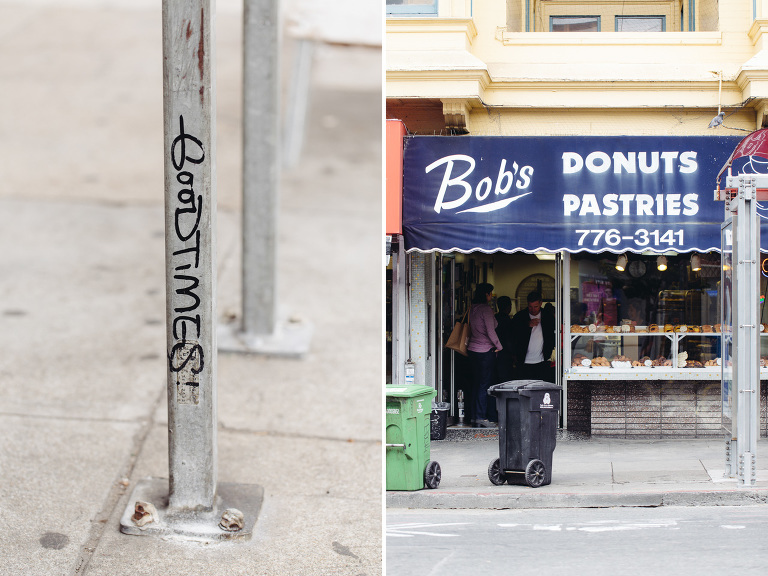 GOOD TIMES!
Bob's
DONUTS
PASTRIES
776-3141